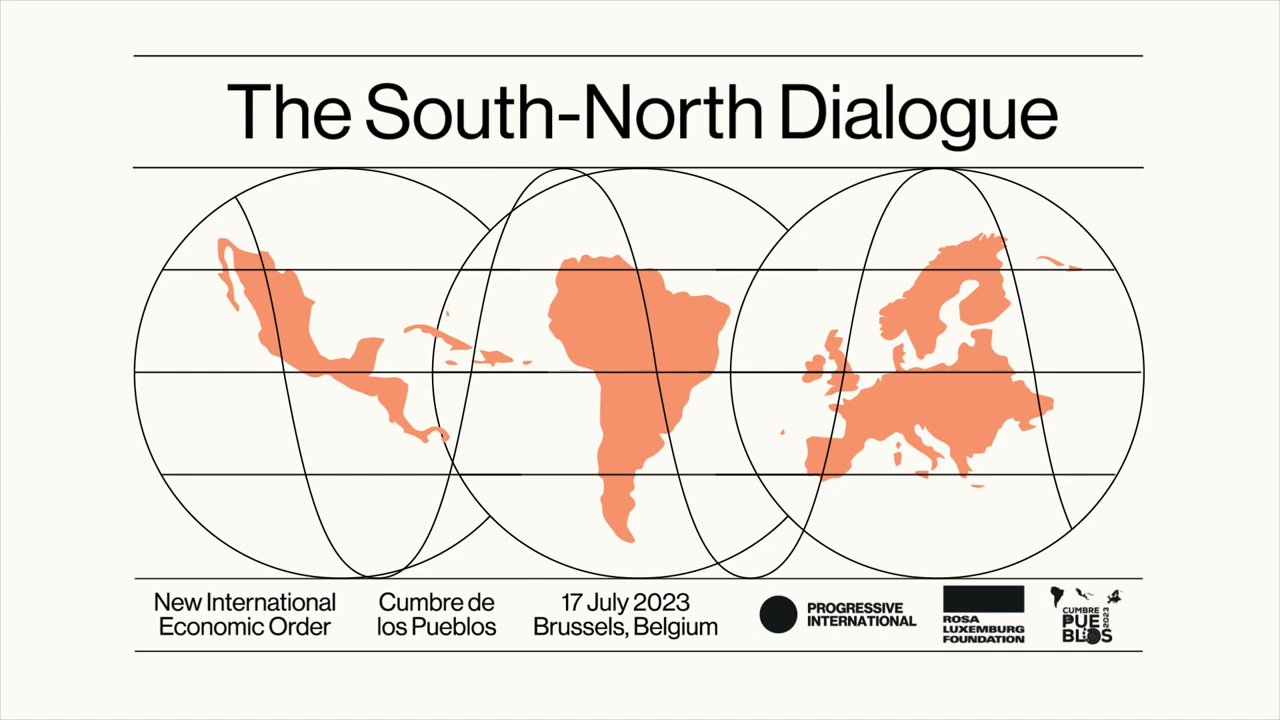 The South-North Dialogue
New International
Economic Order
Cumbre de
los Pueblos
17 July 2023
Brussels, Belgium
PROGRESSIVE
INTERNATIONAL
ROSA
LUXEMBURG
FOUNDATION
CUMBRE
PUE
BLOS
2023